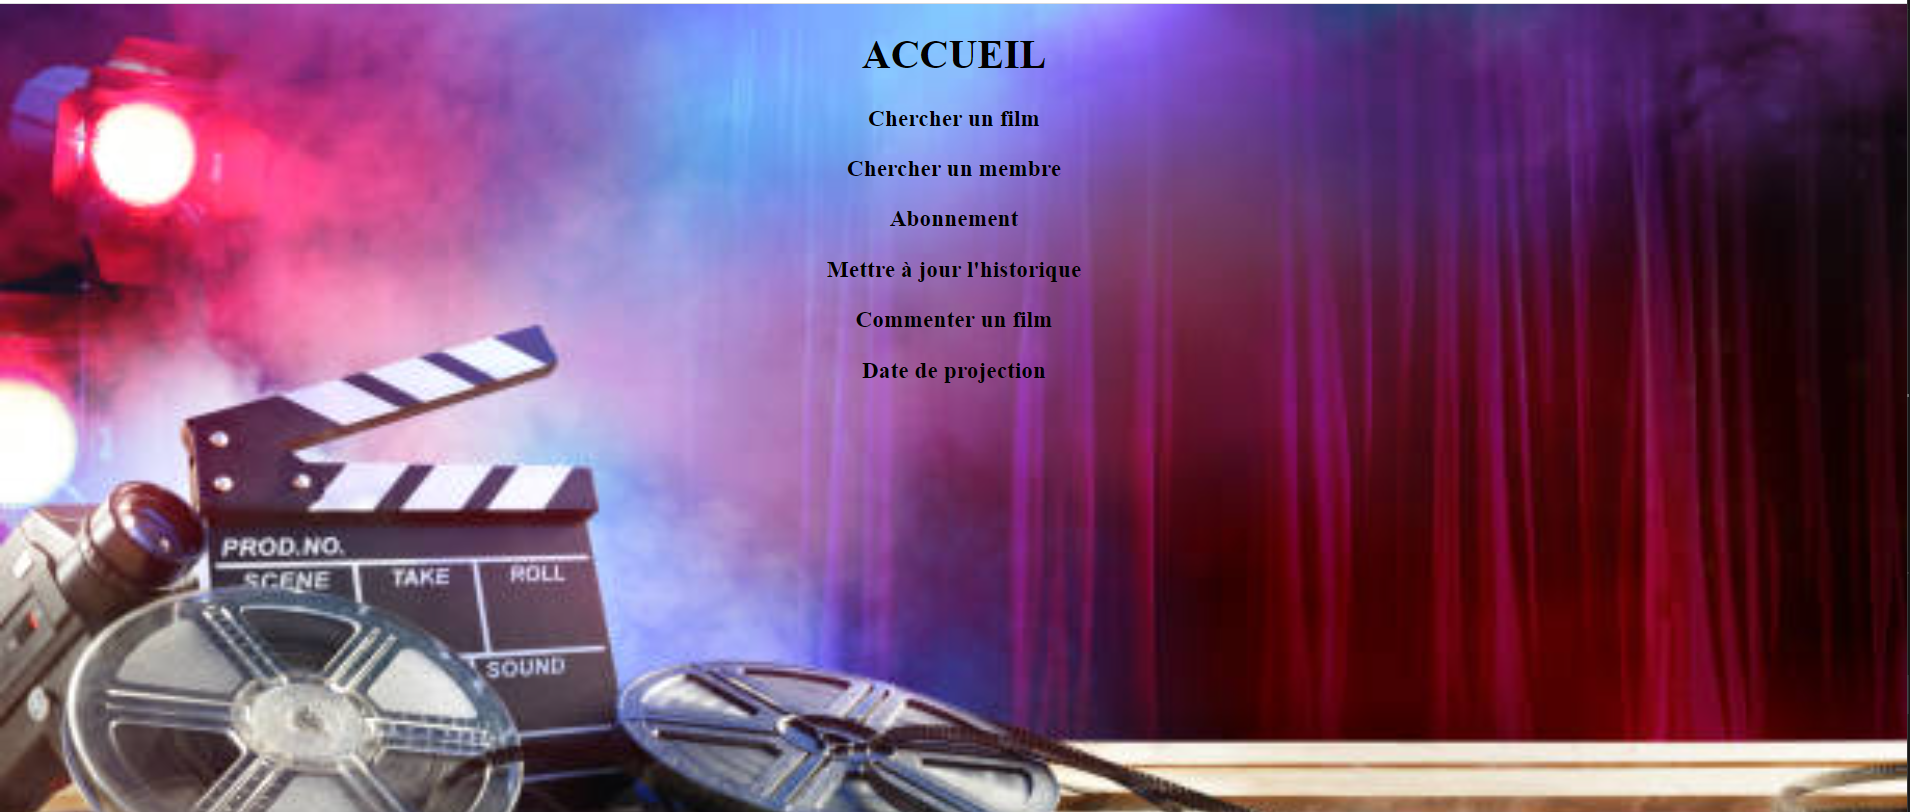 ACCUEIL
Chercher un film
Chercher un membre
Abonnement
Mettre à jour l'historique
Commenter un film
Date de projection
PROD.NO.
SCENE TAKE ROLL
SOUND